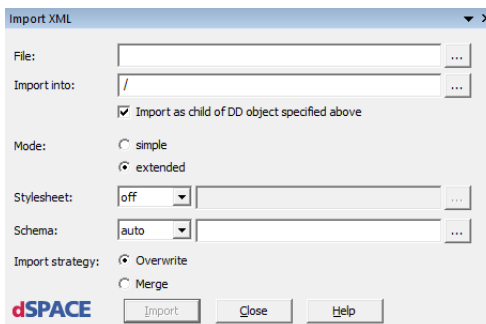 Import XML
File:
...
Import into: /
...
Import as child of DD object specified above
Mode: simple
extended
Stylesheet: off
...
Schema: auto
...
Import strategy: Overwrite
Merge
dSPACE Import Close Help